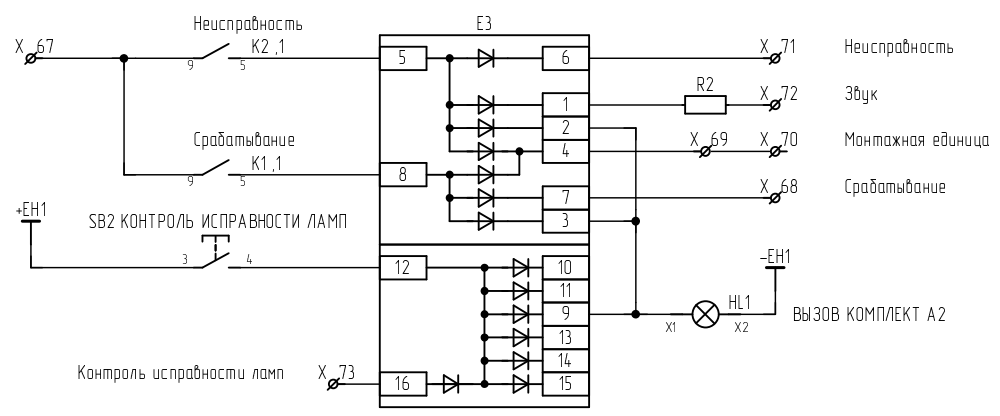 Неисправность
E3
X 67
K2,1
9
5
5
6
X 71
Неисправность
R2
1
X 72
Звук
2
Срабатывание
4
X 69
X 70
Монтажная единица
K1,1
9
5
8
7
X 68
Срабатывание
+EH1
SB2 КОНТРОЛЬ ИСПРАВНОСТИ ЛАМП
3
3
4
12
10
-EH1
11
HL1
9
X1
X2
ВЫЗОВ КОМПЛЕКТ А2
13
14
Контроль исправности ламп
X 73
16
15